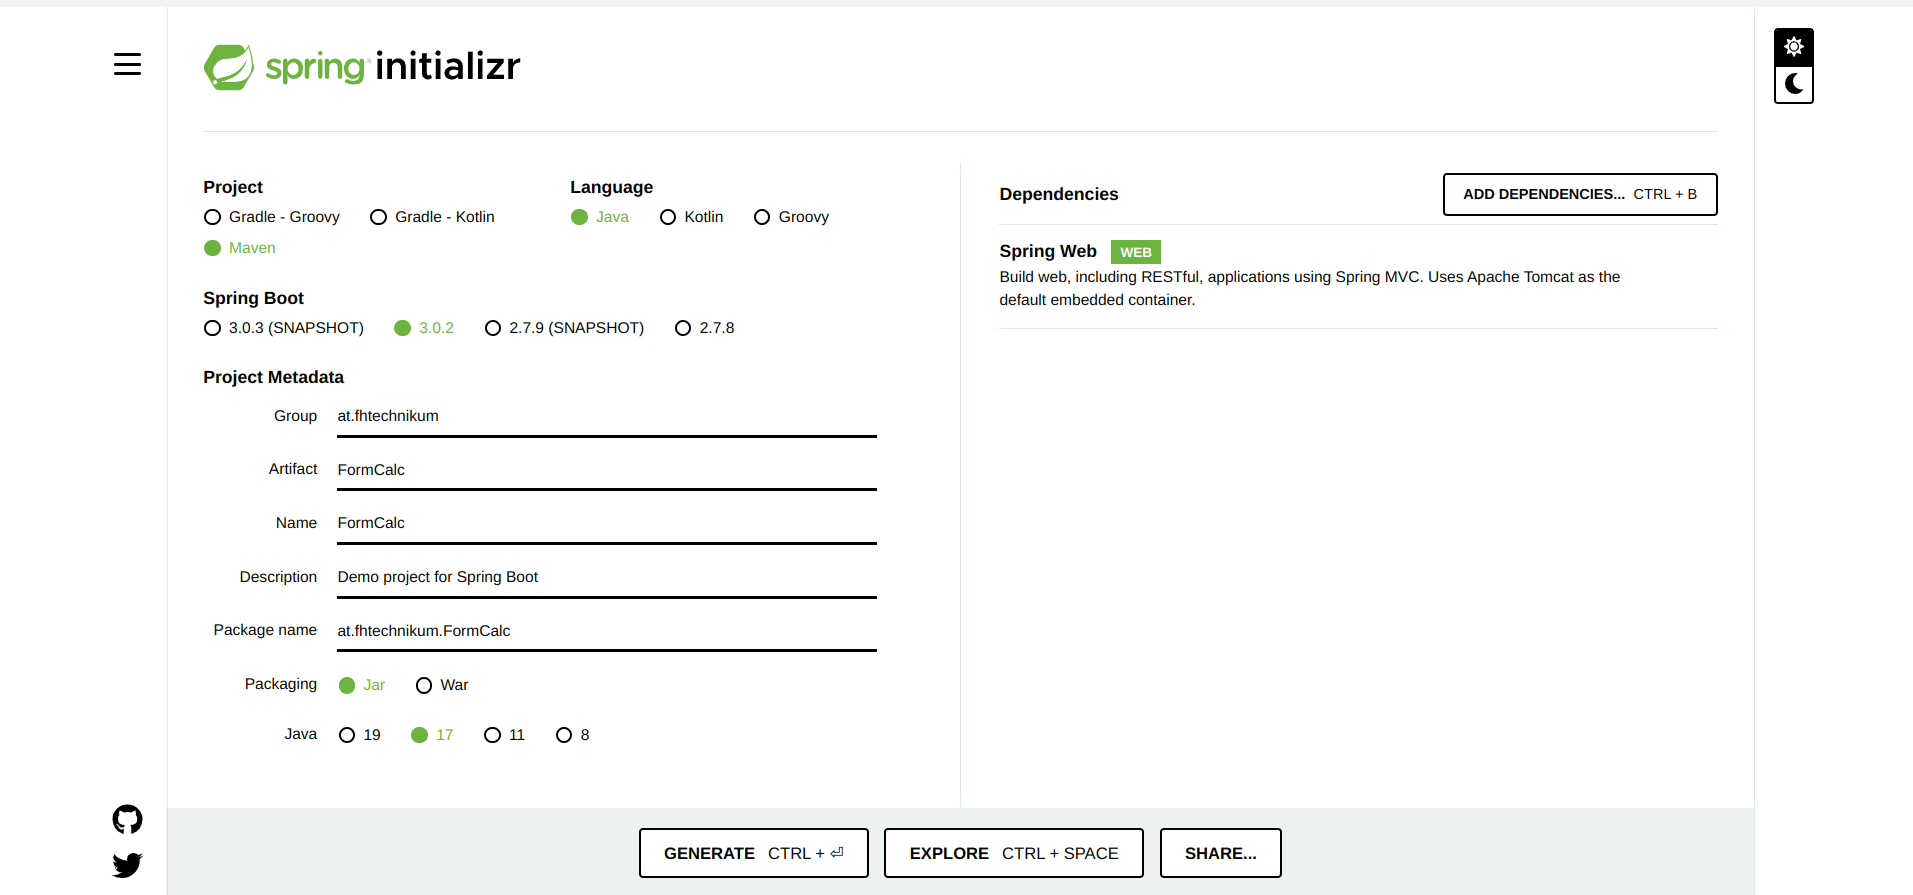 spring initializr
Project
Gradle - Groovy Gradle - Kotlin
Maven
Language
Java Kotlin Groovy
Spring Boot
3.0.3 (SNAPSHOT) 3.0.2 2.7.9 (SNAPSHOT) 2.7.8
Project Metadata
Group at.fhtechnikum
Artifact FormCalc
Name FormCalc
Description Demo project for Spring Boot
Package name at.fhtechnikum.FormCalc
Packaging Jar War
Java 19 17 11 8
Dependencies ADD DEPENDENCIES... CTRL + B
Spring Web WEB
Build web, including RESTful, applications using Spring MVC. Uses Apache Tomcat as the
default embedded container.
GENERATE CTRL + ⏎ EXPLORE CTRL + SPACE SHARE...